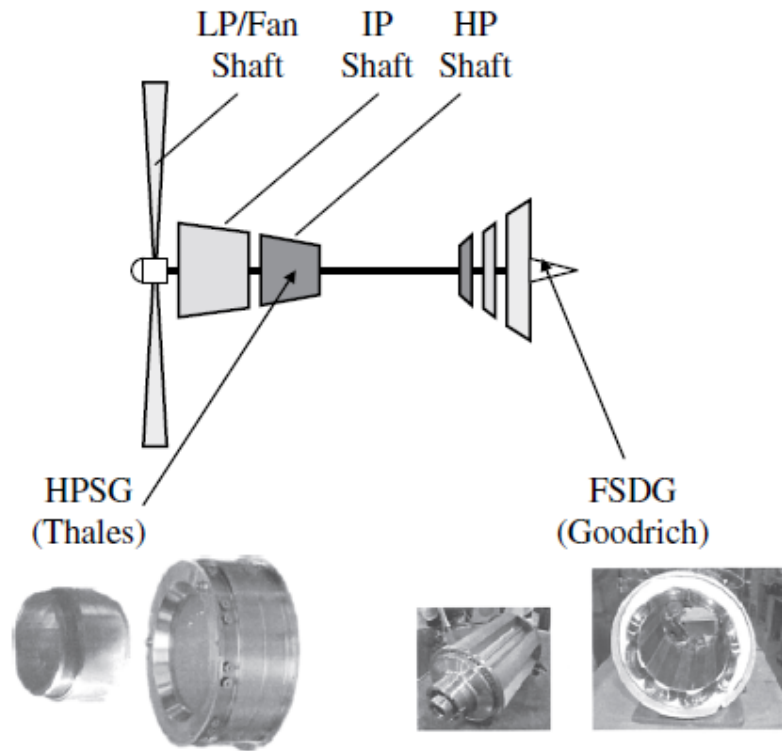 LP/Fan
Shaft
IP
Shaft
HP
Shaft
HPSG
(Thales)
FSDG
(Goodrich)